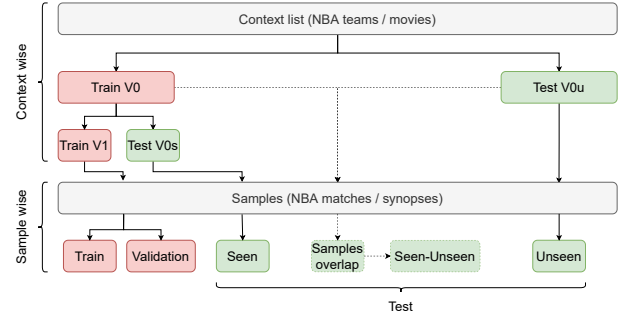 Context list (NBA teams / movies)
Context wise
Train V0
Test V0u
Train V1
Test V0s
Samples (NBA matches / synopses)
Sample wise
Train
Validation
Seen
Samples
overlap
Seen-Unseen
Unseen
Test